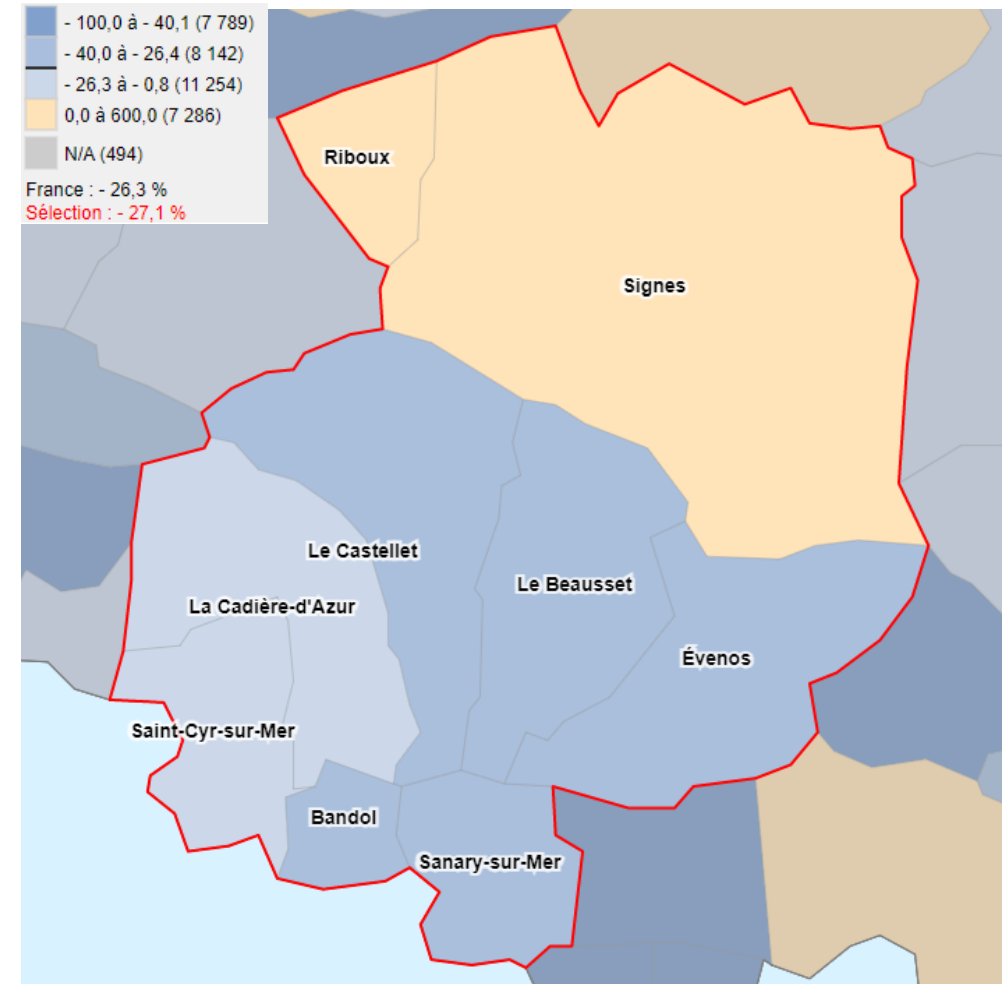 - 100,0 à - 40,1 (7 789)
- 40,0 à - 26,4 (8 142)
- 26,3 à - 0,8 (11 254)
0,0 à 600,0 (7 286)
N/A (494)
France : - 26,3 %
Sélection : - 27,1 %
Riboux
Signes
Le Castellet
Le Beausset
La Cadière-d'Azur
Évenos
Saint-Cyr-sur-Mer
Bandol
Sanary-sur-Mer